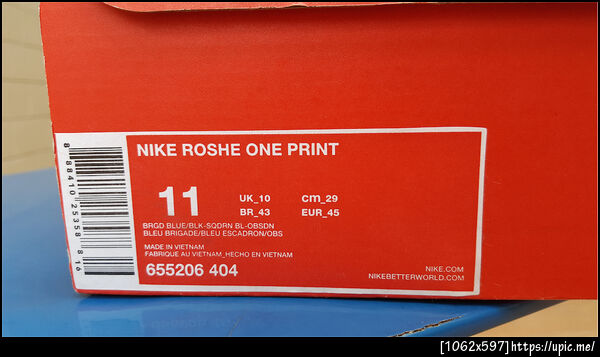 NIKE ROSHE ONE PRINT
11
UK_10 cm_29
BR_43 EUR_45
BRGD BLUE/BLK-SQDRN BL-OBSDN
BLEU BRIGADE/BLEU ESCADRON/OBS
MADE IN VIETNAM
FABRIQUÉ AU VIETNAM_HECHO EN VIETNAM
655206 404
NIKE.COM
NIKEBETTERWORLD.COM
8 88410 25358 8 16
[1062x597]https://upic.me/